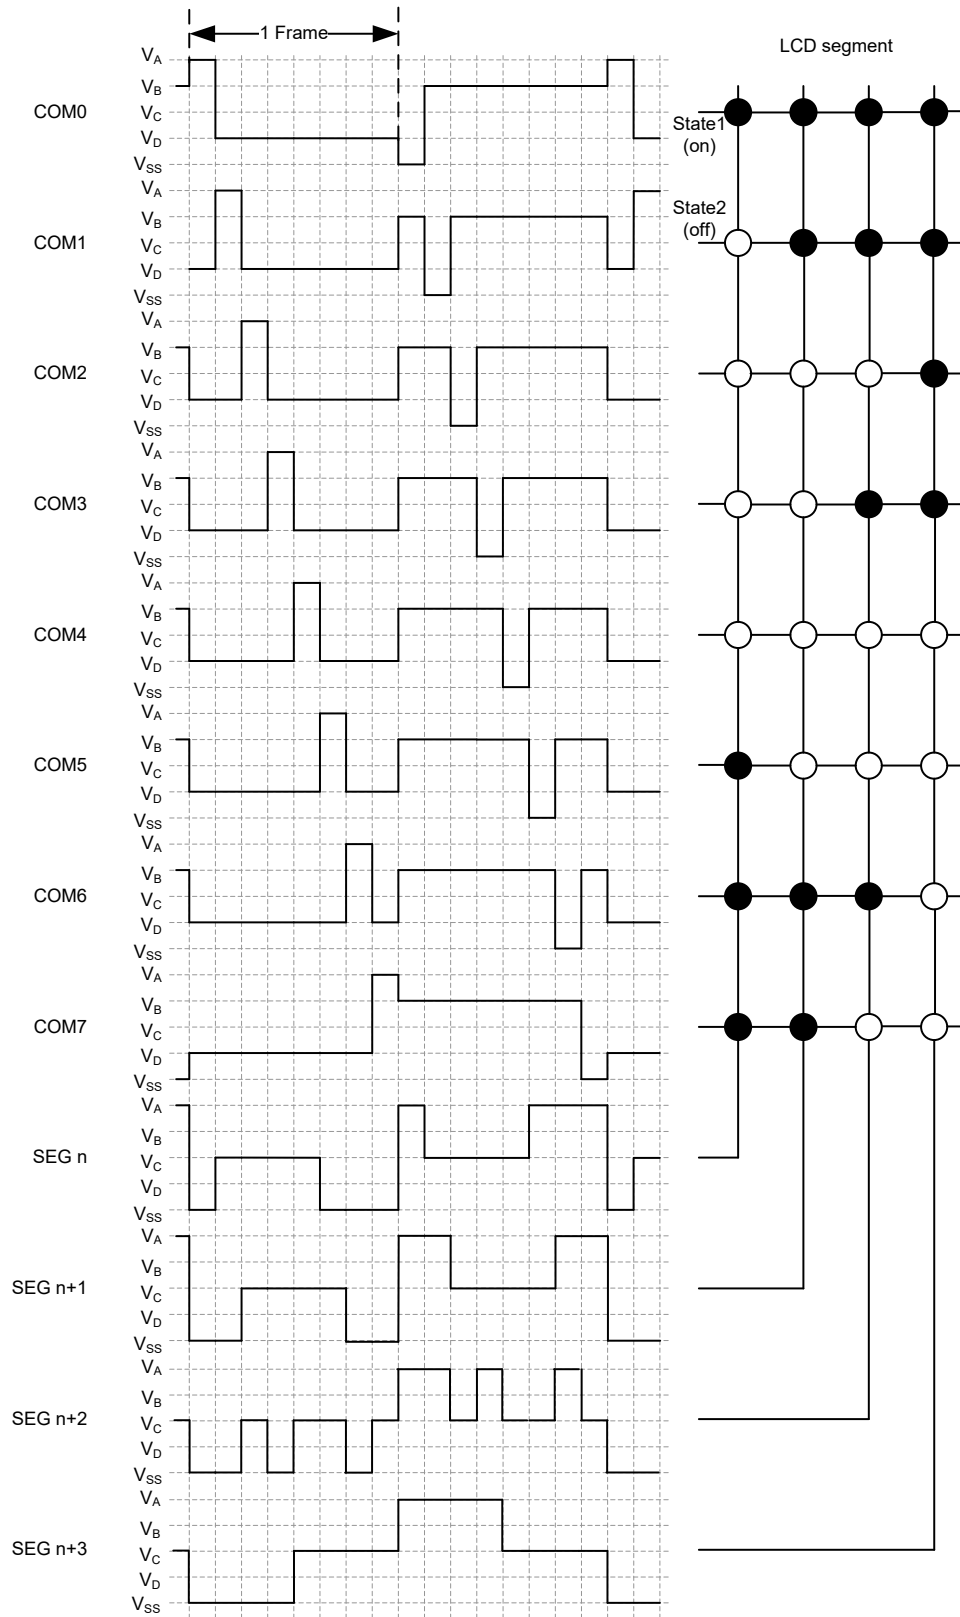 1 Frame
LCD segment
COM0
VA
VB
VC
VD
VSS
State1
(on)
COM1
VA
VB
VC
VD
VSS
State2
(off)
COM2
VA
VB
VC
VD
VSS
COM3
VA
VB
VC
VD
VSS
COM4
VA
VB
VC
VD
VSS
COM5
VA
VB
VC
VD
VSS
COM6
VA
VB
VC
VD
VSS
COM7
VA
VB
VC
VD
VSS
SEG n
VA
VB
VC
VD
VSS
SEG n+1
VA
VB
VC
VD
VSS
SEG n+2
VA
VB
VC
VD
VSS
SEG n+3
VA
VB
VC
VD
VSS